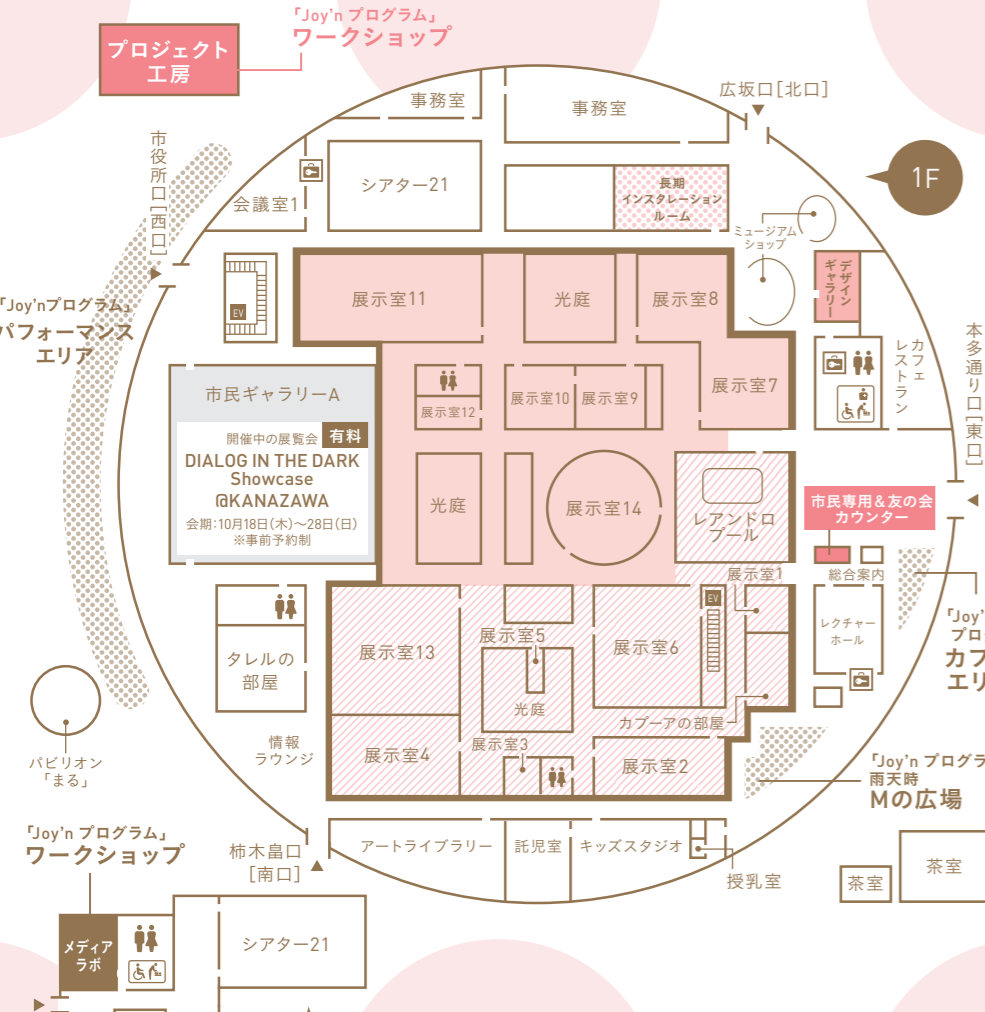 「Joy'n プログラム」
ワークショップ
プロジェクト
工房
事務室
事務室
広坂口[北口]
1F
市役所口[西口]
会議室1
シアター21
長期
インスタレーション
ルーム
ミュージアム
ショップ
デザイン
ギャラリー
EV
展示室11
光庭
展示室8
「Joy'nプログラム」
パフォーマンス
エリア
カフェ
レストラン
本多通り口[東口]
市民ギャラリーA
開催中の展覧会 有料
DIALOG IN THE DARK
Showcase
@KANAZAWA
会期:10月18日(木)〜28日(日)
※事前予約制
展示室12
展示室10
展示室9
展示室7
光庭
展示室14
レアンドロ
プール
市民専用&友の会
カウンター
総合案内
展示室1
EV
レクチャー
ホール
「Joy'
プロ
カフ
エリ
タレルの
部屋
展示室13
展示室5
光庭
展示室6
カプーアの部屋
情報
ラウンジ
展示室4
展示室3
展示室2
パビリオン
「まる」
「Joy'n プログラ
雨天時
Mの広場
「Joy'n プログラム」
ワークショップ
柿木畠口
[南口]
アートライブラリー
託児室
キッズスタジオ
授乳室
茶室
茶室
メディア
ラボ
シアター21